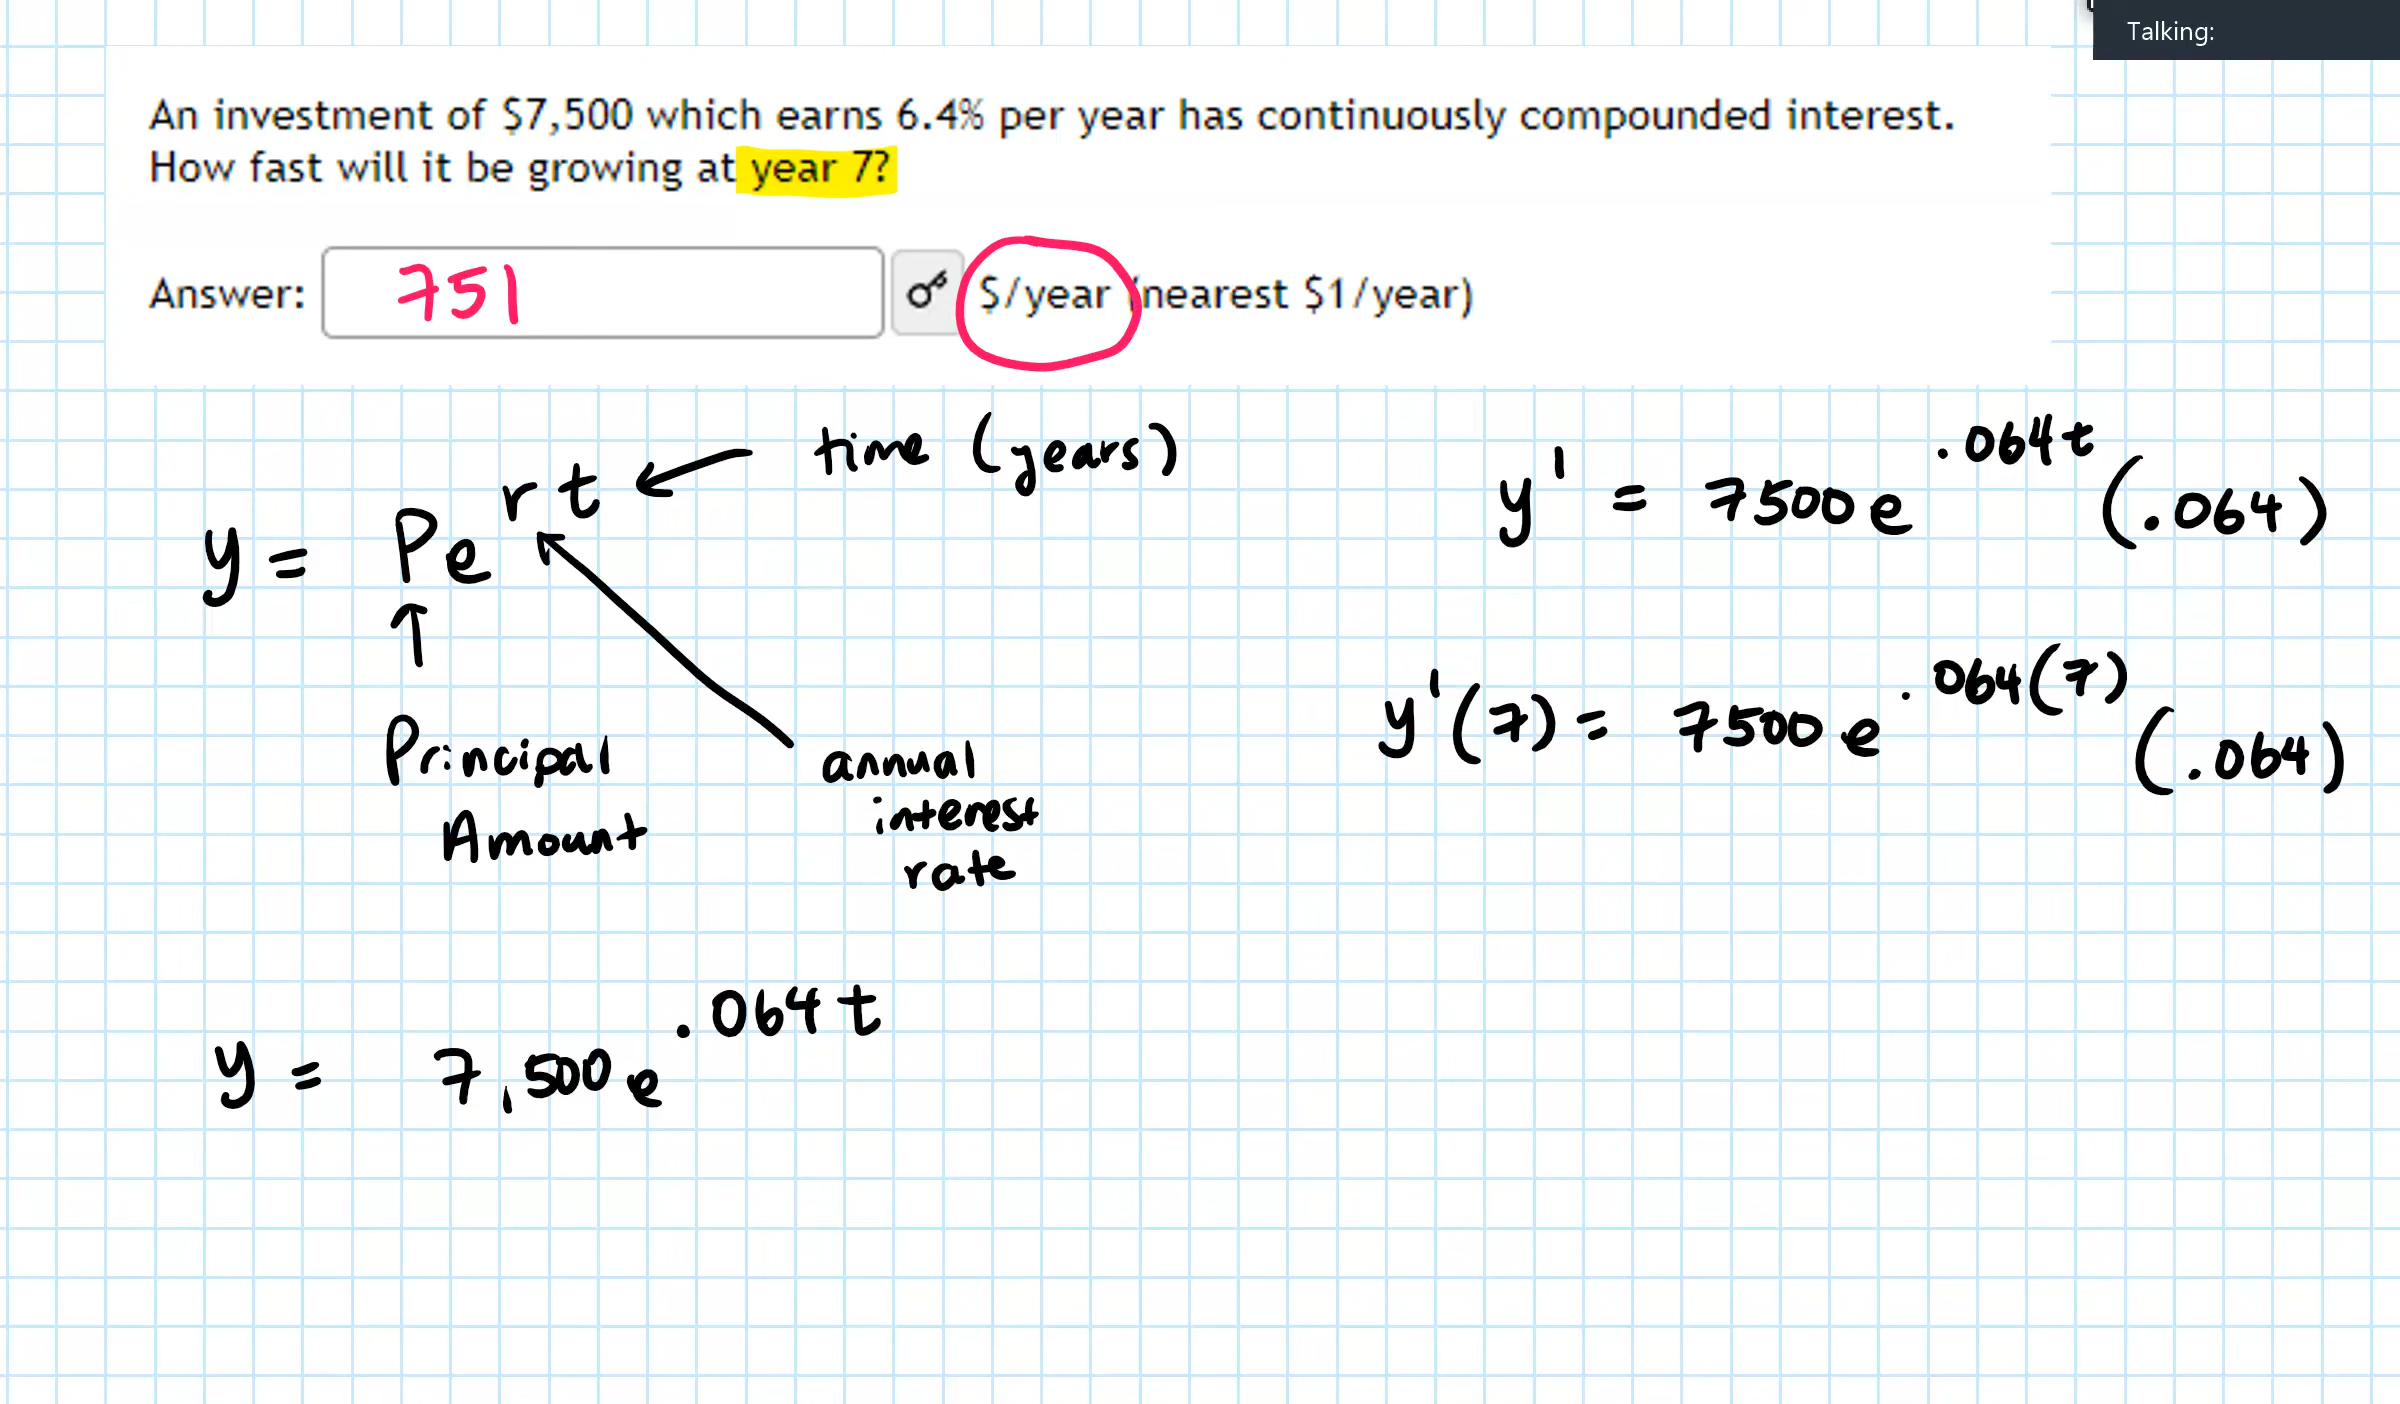 Talking:
An investment of $7,500 which earns 6.4% per year has continuously compounded interest.
How fast will it be growing at year 7?
Answer: 751 $/year (nearest $1/year)
y = Pe^rt ← time (years)
↑
Principal
Amount
annual
interest
rate
y = 7,500e^.064t
y' = 7500e^.064t (.064)
y'(7) = 7500e^.064(7) (.064)